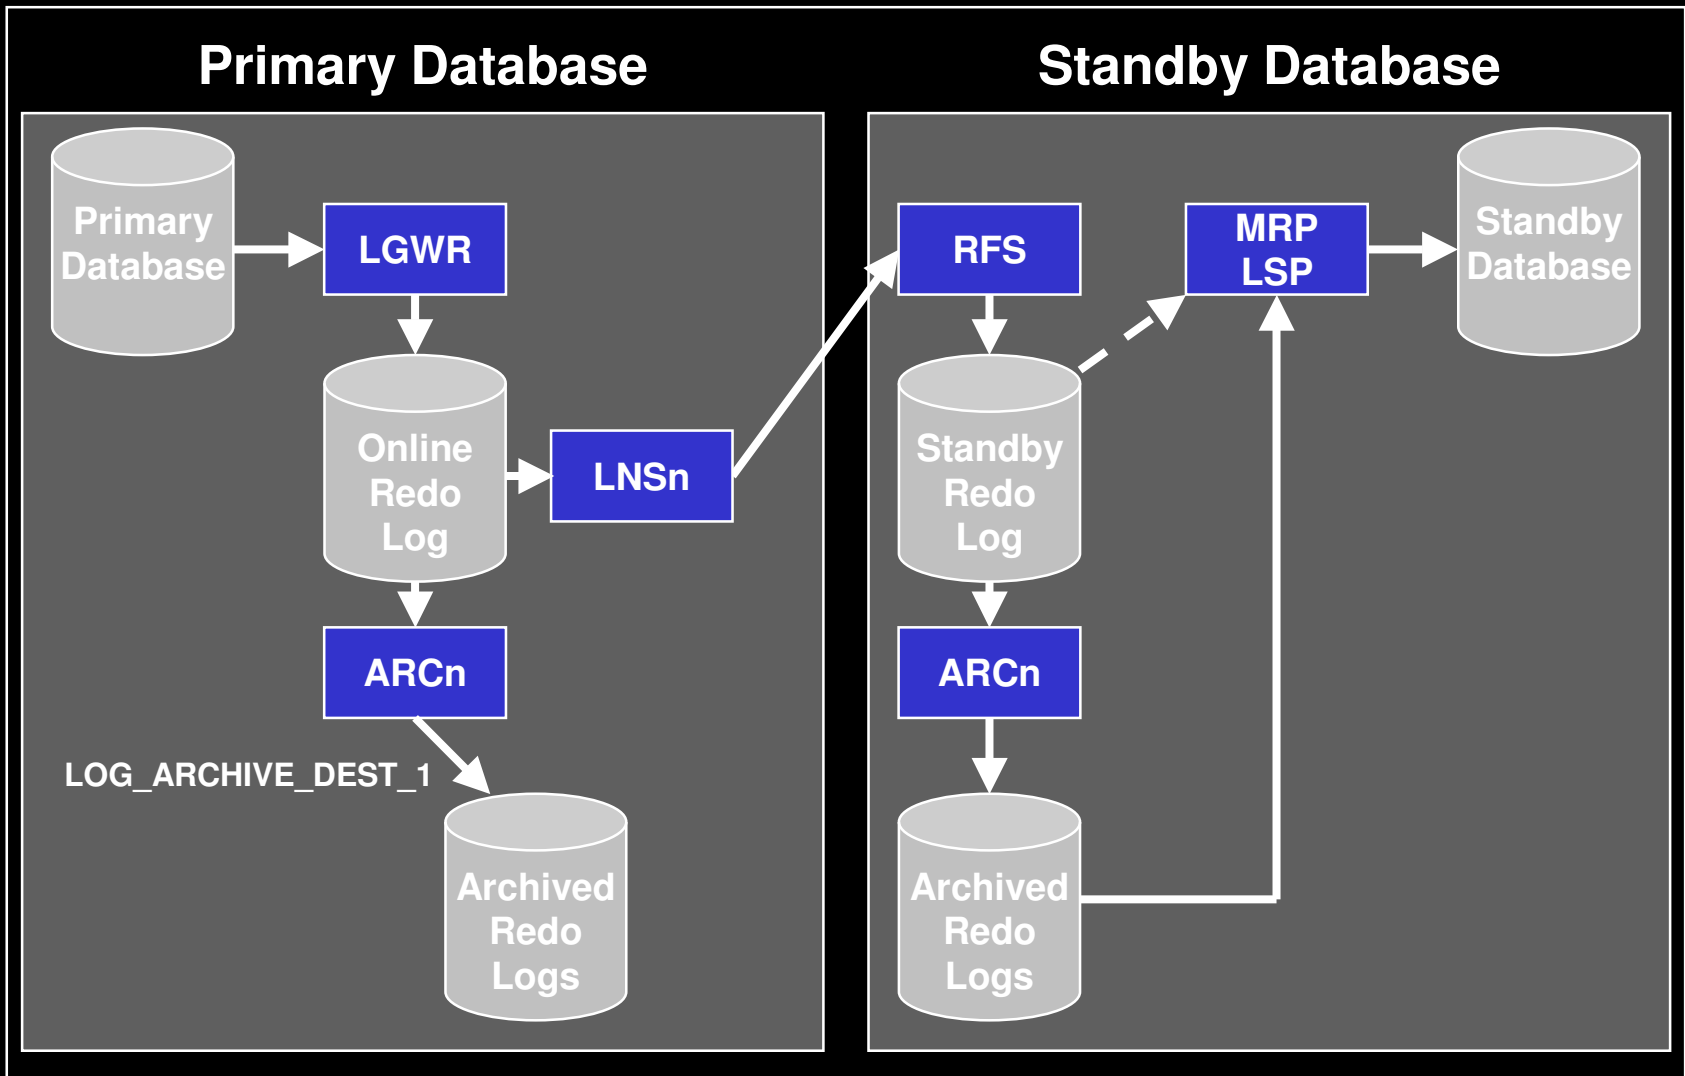 Primary Database
Standby Database
Primary
Database
LGWR
Online
Redo
Log
LNSn
ARCn
LOG_ARCHIVE_DEST_1
Archived
Redo
Logs
RFS
MRP
LSP
Standby
Database
Standby
Redo
Log
ARCn
Archived
Redo
Logs